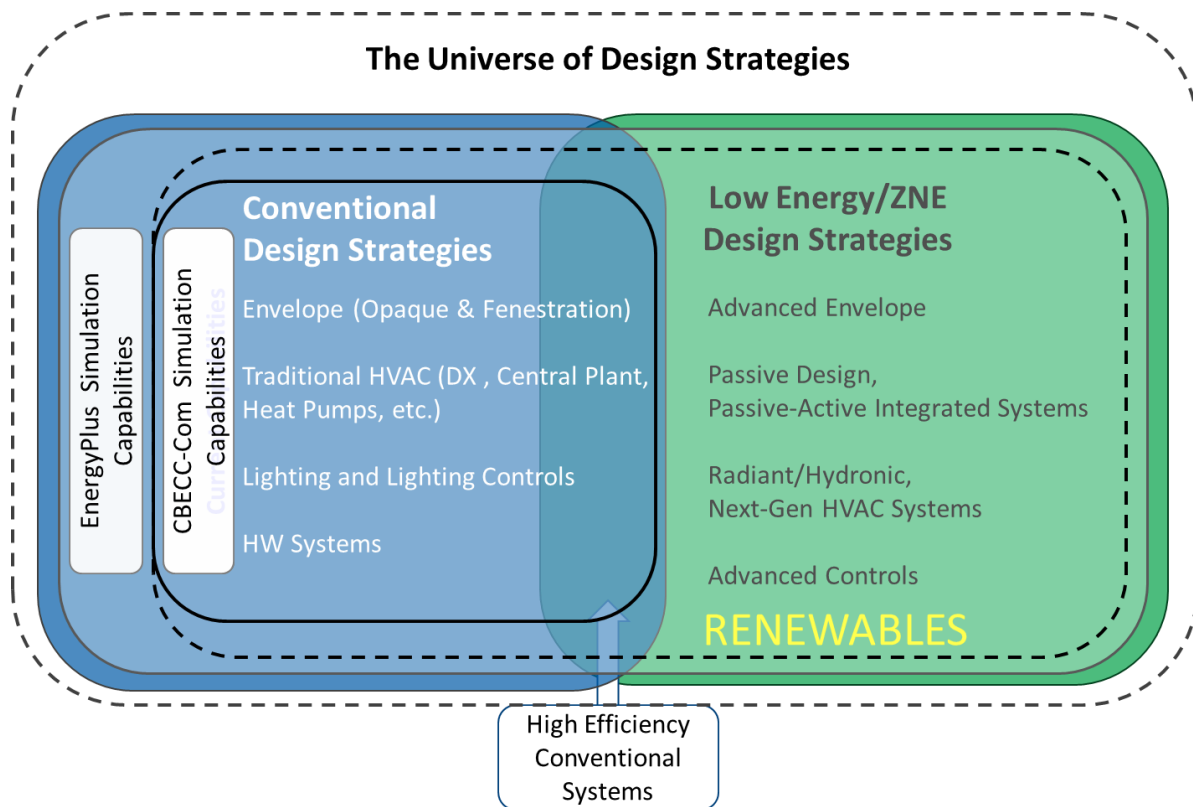 The Universe of Design Strategies
EnergyPlus Simulation
Capabilities
CBECC-Com Simulation
Capabilities
Conventional
Design Strategies
Envelope (Opaque & Fenestration)
Traditional HVAC (DX , Central Plant,
Heat Pumps, etc.)
Lighting and Lighting Controls
HW Systems
Low Energy/ZNE
Design Strategies
Advanced Envelope
Passive Design,
Passive-Active Integrated Systems
Radiant/Hydronic,
Next-Gen HVAC Systems
Advanced Controls
RENEWABLES
High Efficiency
Conventional
Systems